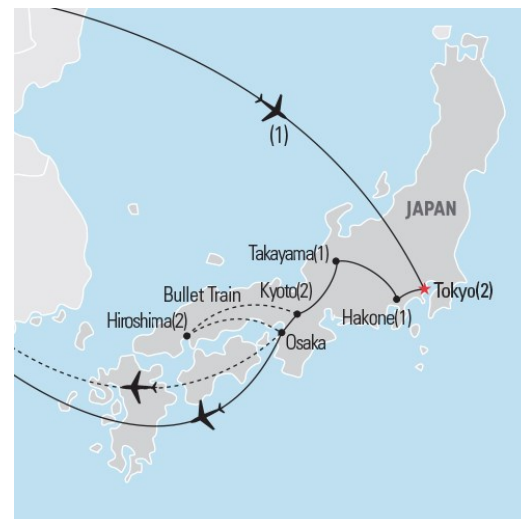 (1)
JAPAN
Takayama(1)
Bullet Train
Kyoto(2)
Tokyo(2)
Hiroshima(2)
Hakone(1)
Osaka